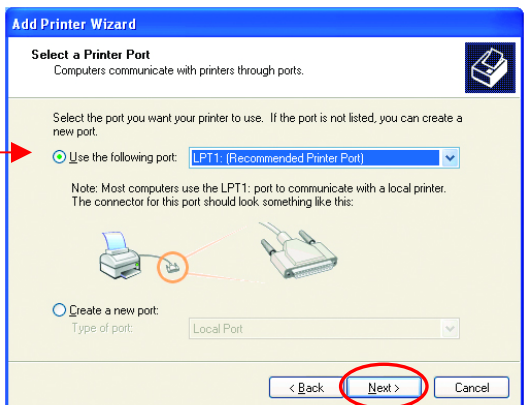 Add Printer Wizard
Select a Printer Port
Computers communicate with printers through ports.
Select the port you want your printer to use. If the port is not listed, you can create a
new port.
Use the following port: LPT1: (Recommended Printer Port)
Note: Most computers use the LPT1: port to communicate with a local printer.
The connector for this port should look something like this:
Create a new port:
Type of port: Local Port
< Back Next > Cancel